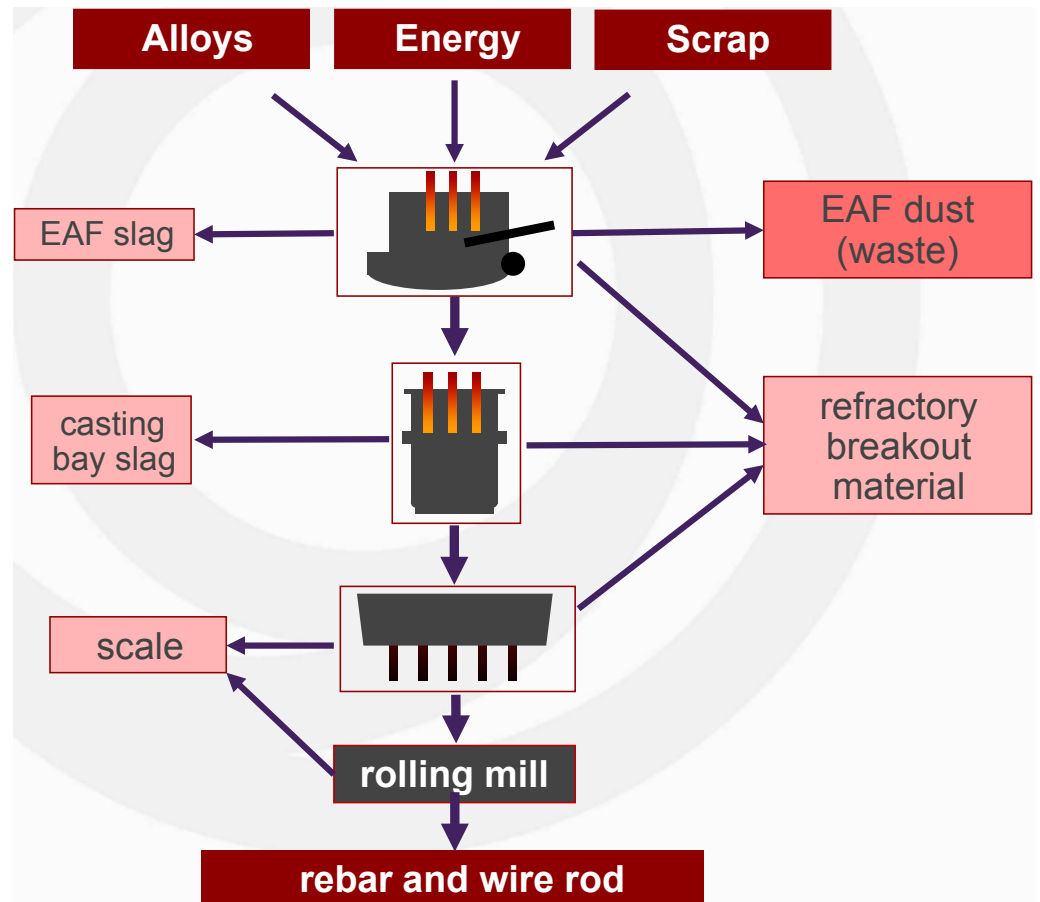 Alloys
Energy
Scrap
EAF slag
EAF dust
(waste)
casting
bay slag
refractory
breakout
material
scale
rolling mill
rebar and wire rod